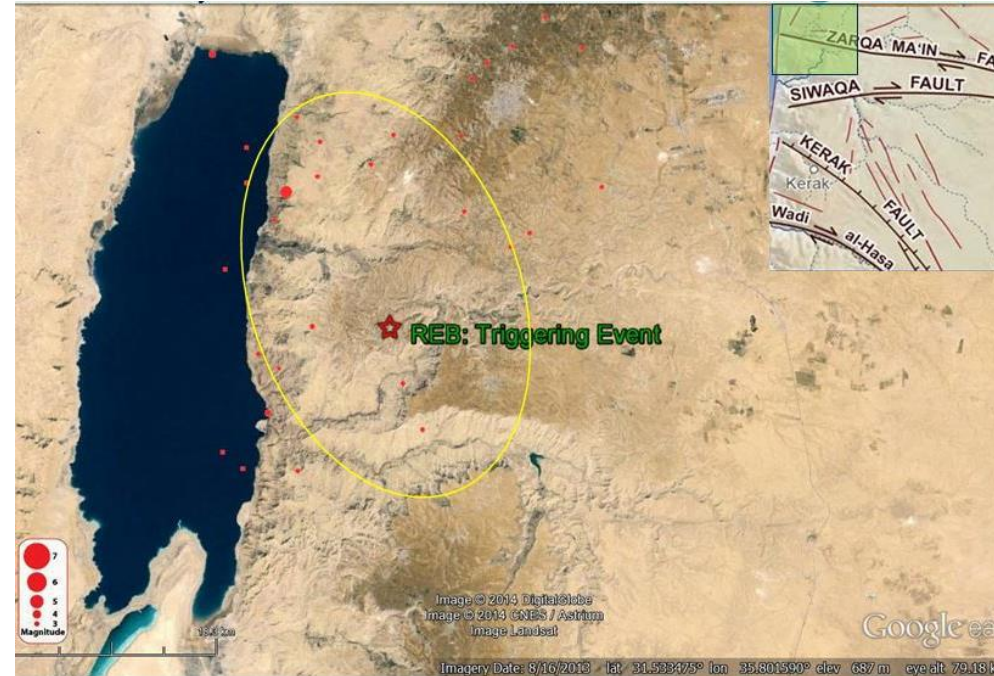 ZARQA MA'IN FA
SIWAQA FAULT
KERAK
Kerak
FAULT
Wadi
al-Hasa
REB: Triggering Event
7
6
5
4
3
Magnitude
Image © 2014 DigitalGlobe
Image © 2014 CNES / Astrium
Image Landsat
Google ea
Imagery Date: 8/16/2013 lat 31.533475° lon 35.801590° elev 687 m eye alt 79.18 k